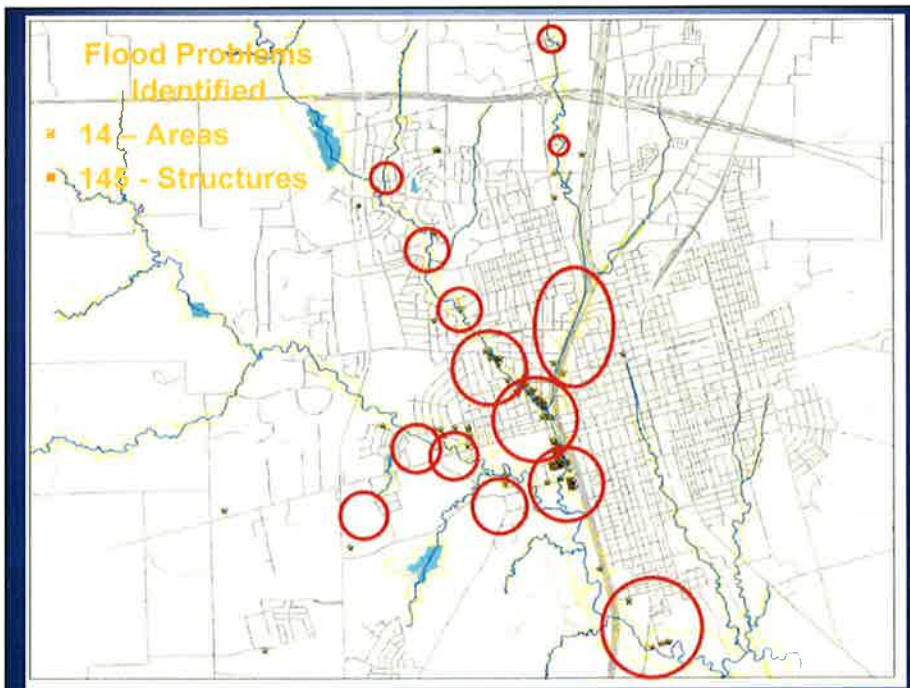 Flood Problems
Identified
14 – Areas
145 - Structures